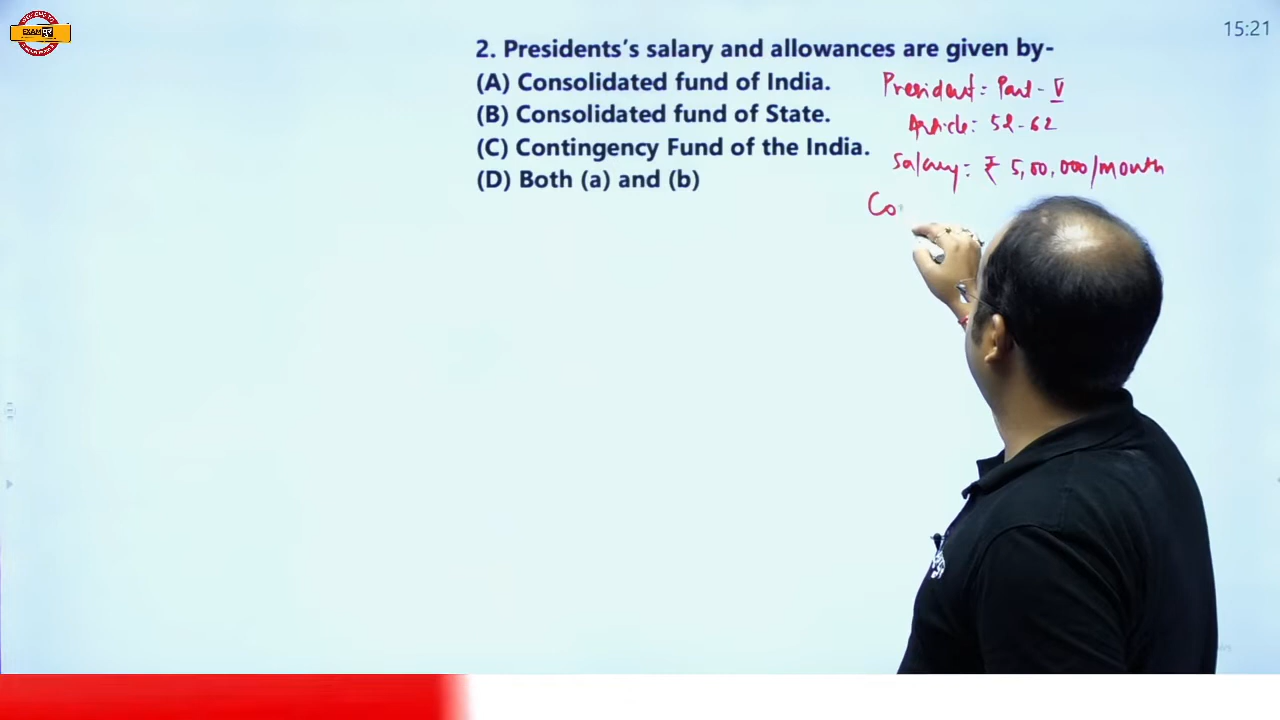 EXAM पुर
15:21
2. Presidents's salary and allowances are given by-
(A) Consolidated fund of India.
(B) Consolidated fund of State.
(C) Contingency Fund of the India.
(D) Both (a) and (b)
President: Part - V
Article: 52-62
Salary: ₹ 5,00,000/month
Co